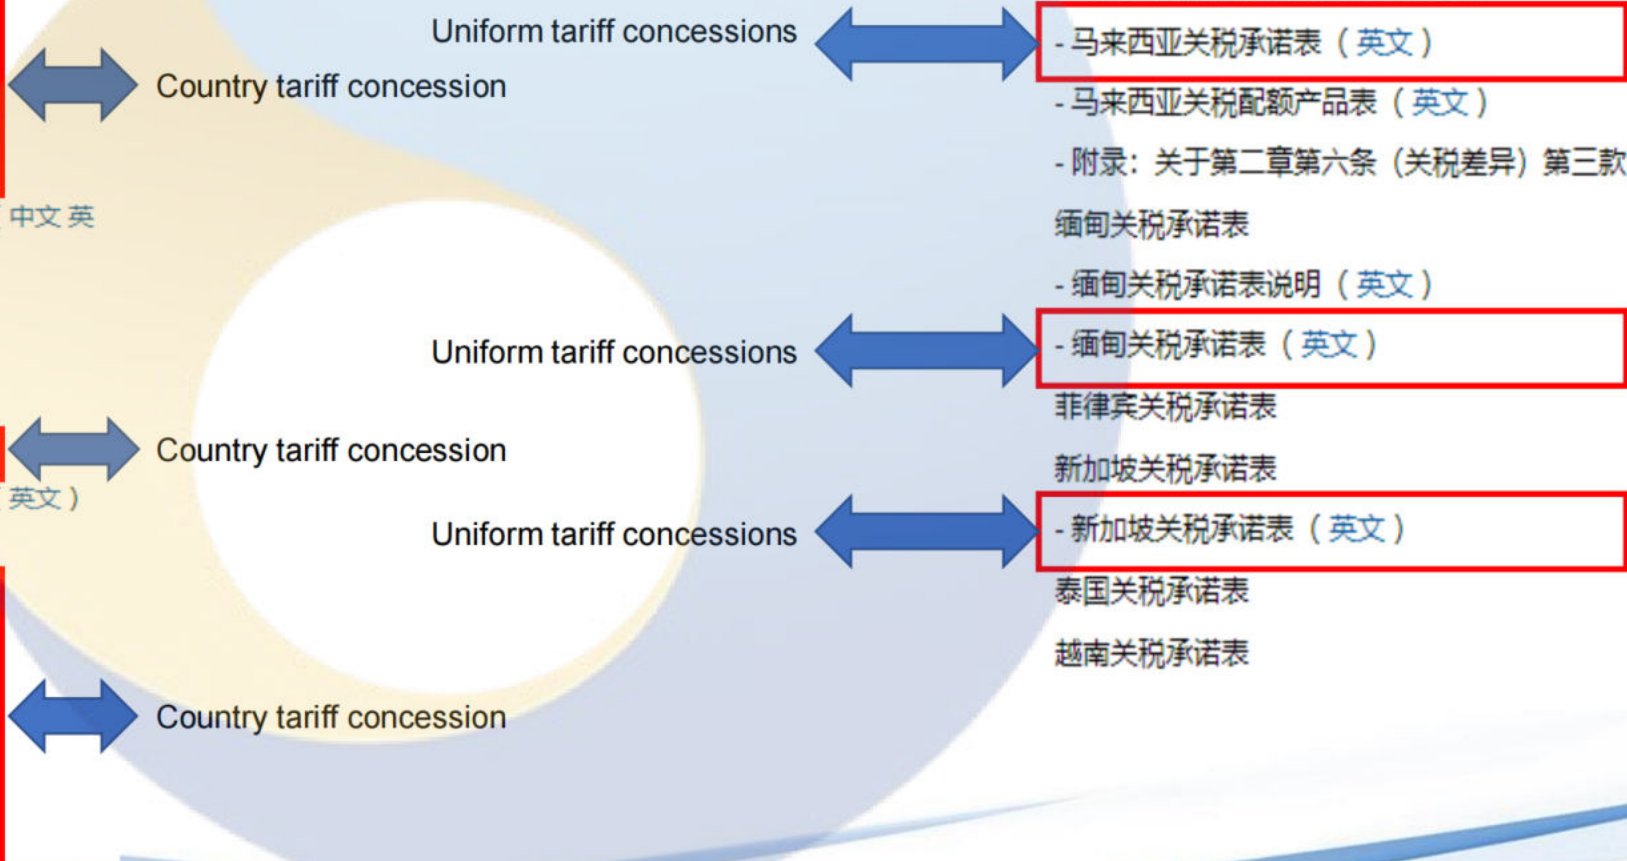 Uniform tariff concessions
- 马来西亚关税承诺表（英文）
Country tariff concession
- 马来西亚关税配额产品表（英文）
- 附录：关于第二章第六条（关税差异）第三款
中文 英
缅甸关税承诺表
- 缅甸关税承诺表说明（英文）
Uniform tariff concessions
- 缅甸关税承诺表（英文）
菲律宾关税承诺表
Country tariff concession
新加坡关税承诺表
英文）
Uniform tariff concessions
- 新加坡关税承诺表（英文）
泰国关税承诺表
越南关税承诺表
Country tariff concession